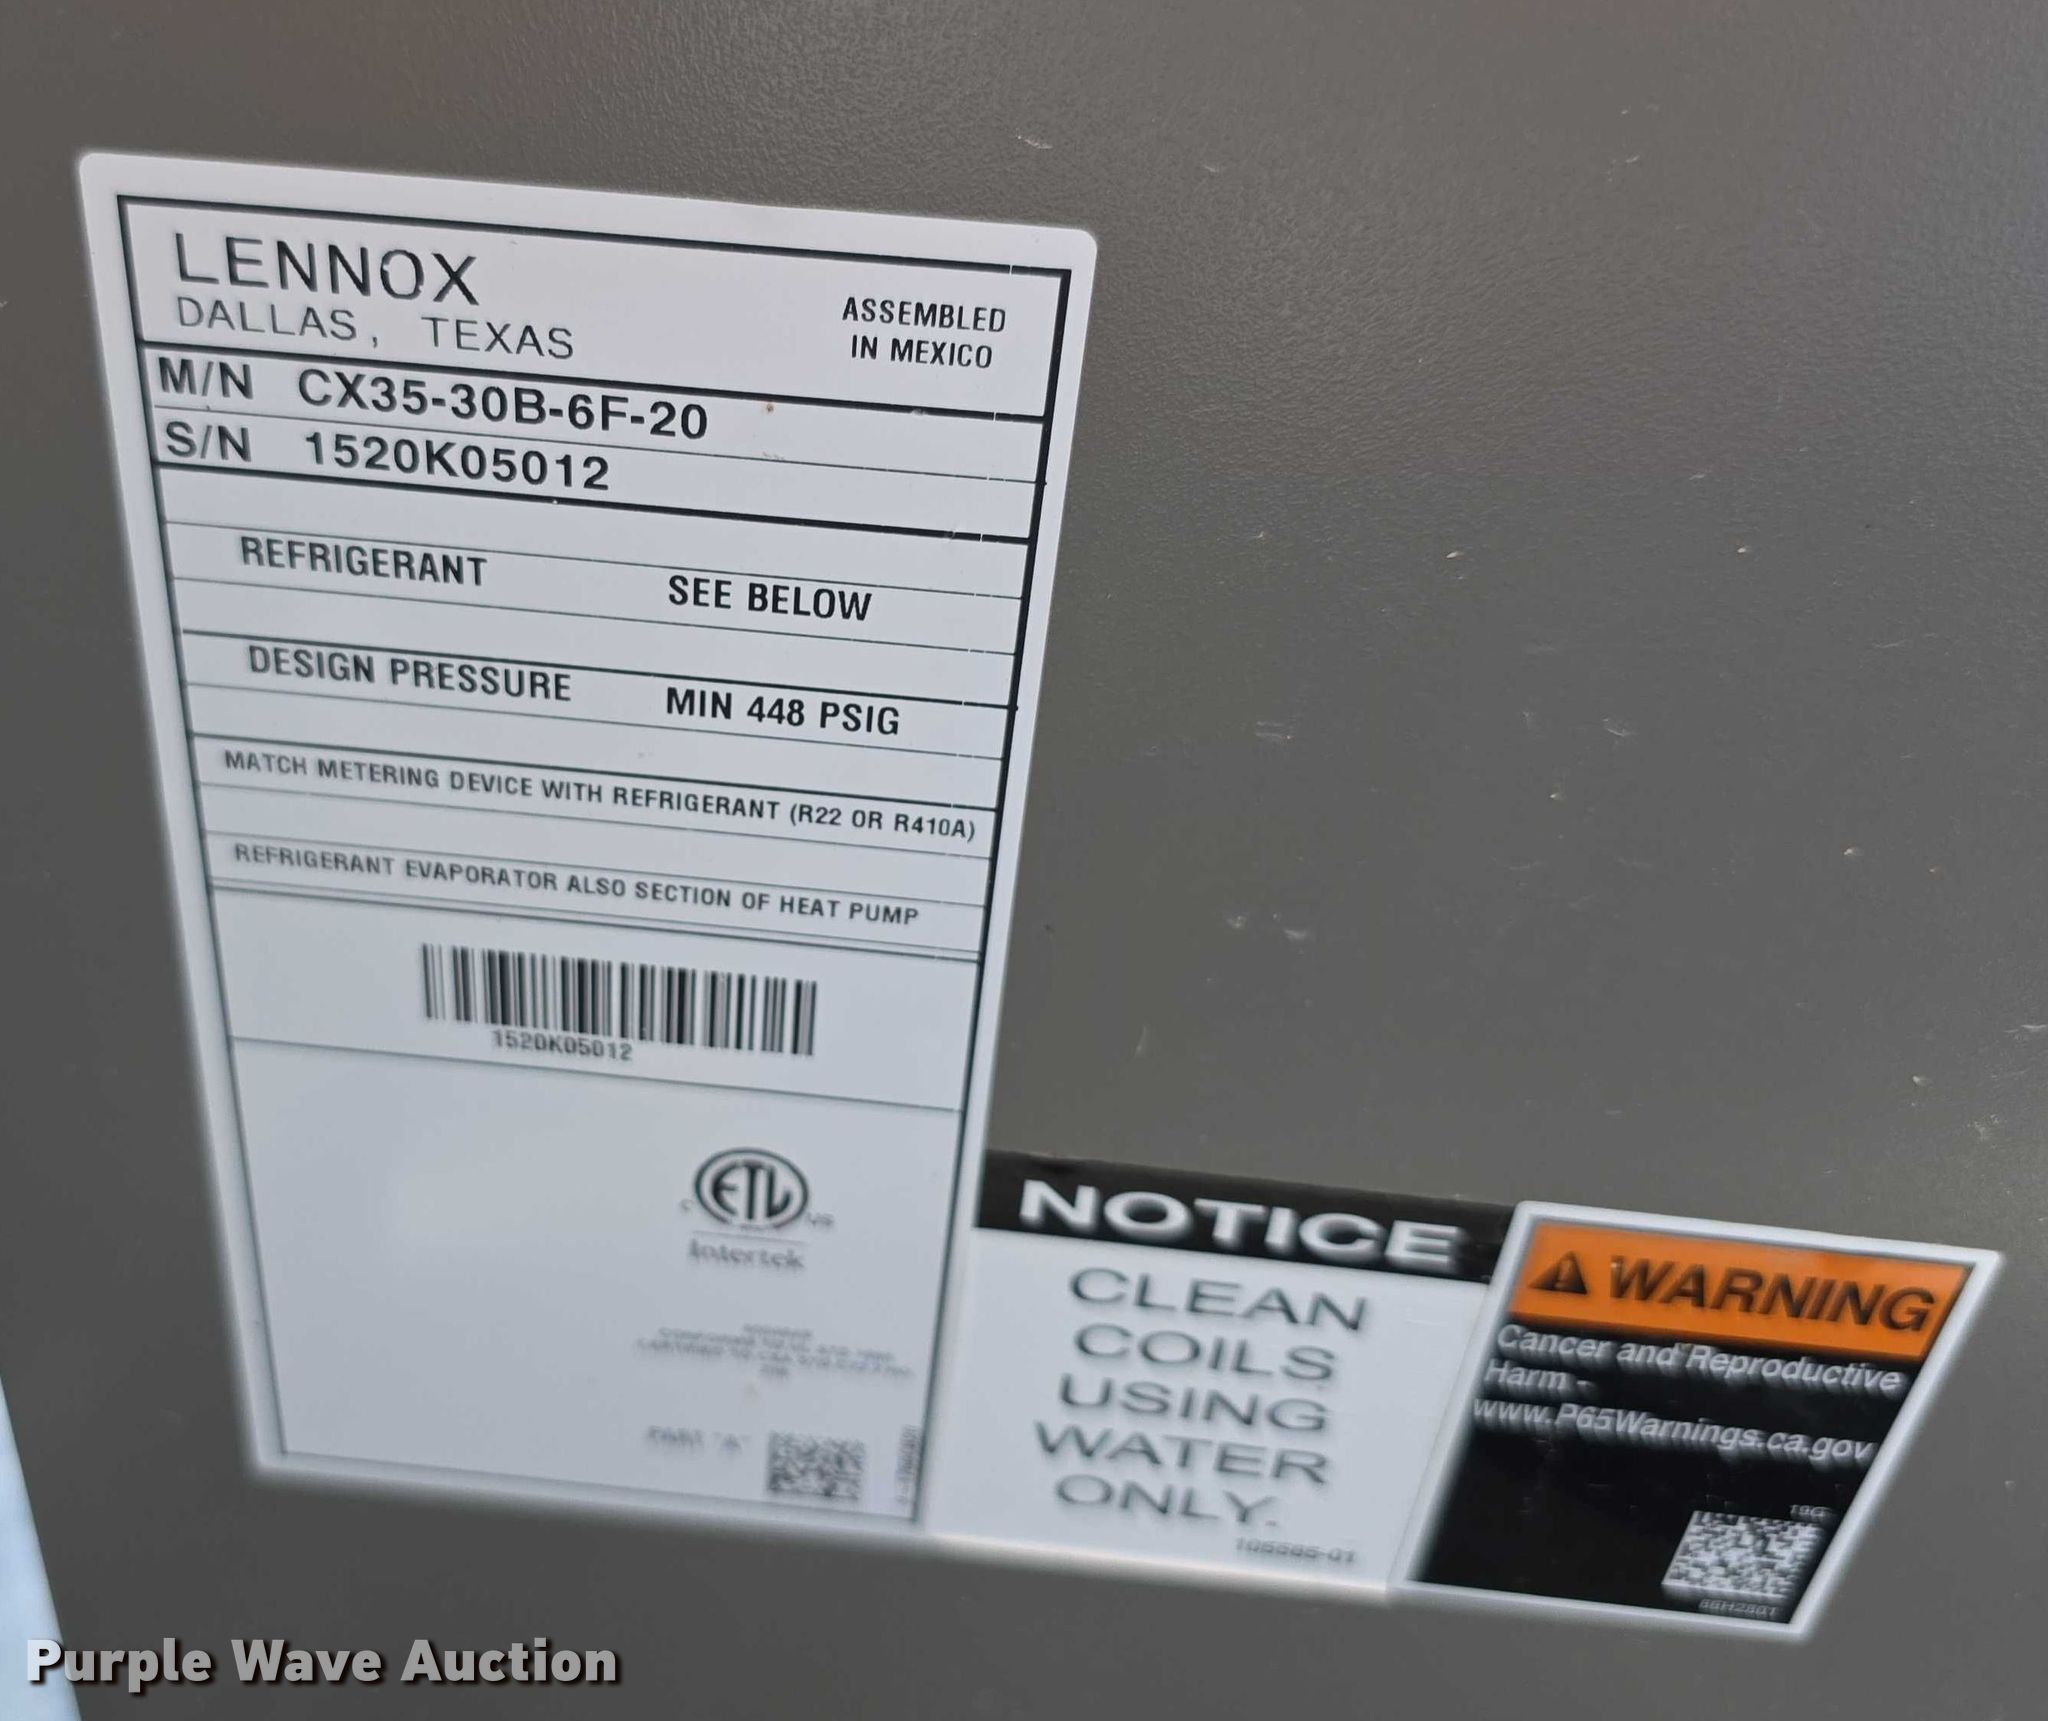 LENNOX
DALLAS, TEXAS
ASSEMBLED
IN MEXICO
M/N CX35-30B-6F-20
S/N 1520K05012
REFRIGERANT SEE BELOW
DESIGN PRESSURE MIN 448 PSIG
MATCH METERING DEVICE WITH REFRIGERANT (R22 OR R410A)
REFRIGERANT EVAPORATOR ALSO SECTION OF HEAT PUMP
1520K05012
C ETL US
Intertek
NOTICE
CLEAN
COILS
USING
WATER
ONLY.
WARNING
Cancer and Reproductive
Harm -
www.P65Warnings.ca.gov
19G
Purple Wave Auction